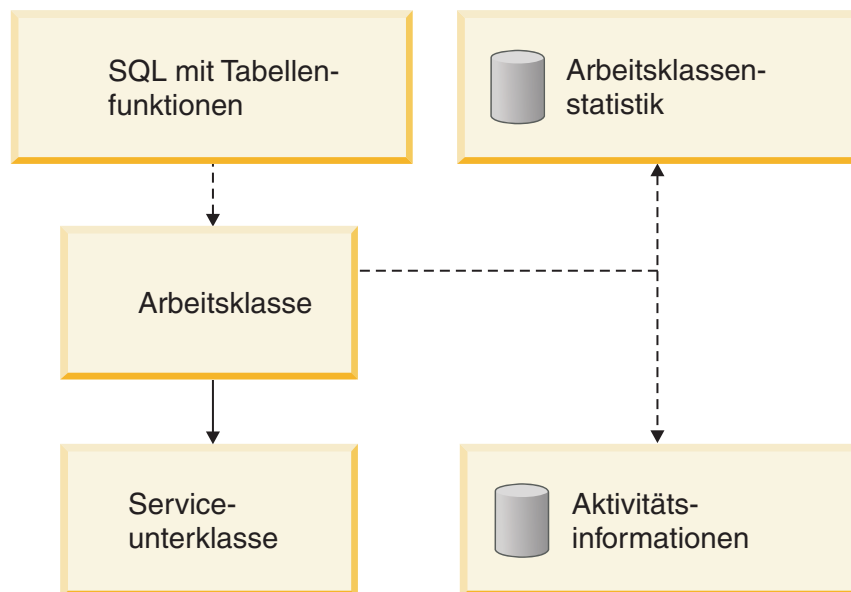 SQL mit Tabellen-
funktionen
Arbeitsklassen-
statistik
Arbeitsklasse
Service-
unterklasse
Aktivitäts-
informationen